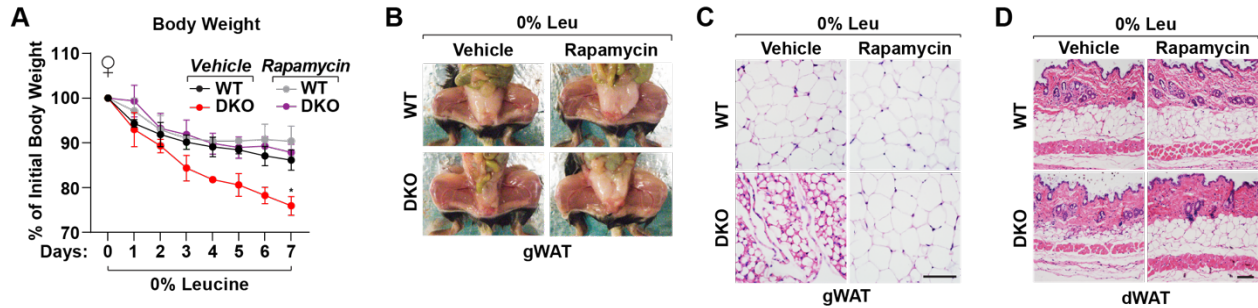 A
Body Weight
% of Initial Body Weight
110
100
90
80
70
♀
Vehicle Rapamycin
WT WT
DKO DKO
*
Days: 0 1 2 3 4 5 6 7
0% Leucine
B
0% Leu
Vehicle Rapamycin
WT
DKO
gWAT
C
0% Leu
Vehicle Rapamycin
WT
DKO
gWAT
D
0% Leu
Vehicle Rapamycin
WT
DKO
dWAT